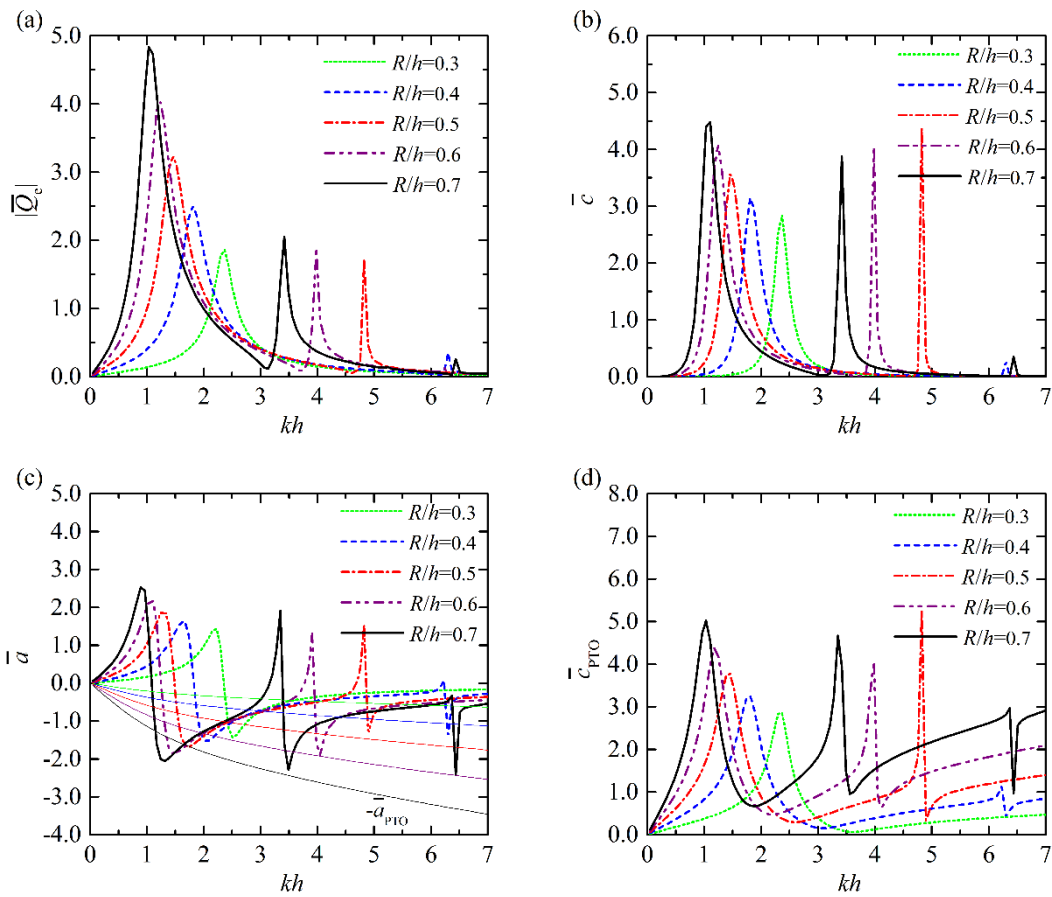 (a)
5.0
4.0
3.0
2.0
1.0
0.0
|Q̅c|
R/h=0.3
R/h=0.4
R/h=0.5
R/h=0.6
R/h=0.7
0 1 2 3 4 5 6 7
kh
(b)
6.0
5.0
4.0
3.0
2.0
1.0
0.0
c̅
R/h=0.3
R/h=0.4
R/h=0.5
R/h=0.6
R/h=0.7
0 1 2 3 4 5 6 7
kh
(c)
5.0
4.0
3.0
2.0
1.0
0.0
-1.0
-2.0
-3.0
-4.0
a̅
R/h=0.3
R/h=0.4
R/h=0.5
R/h=0.6
R/h=0.7
-a̅PTO
0 1 2 3 4 5 6 7
kh
(d)
8.0
7.0
6.0
5.0
4.0
3.0
2.0
1.0
0.0
c̅PTO
R/h=0.3
R/h=0.4
R/h=0.5
R/h=0.6
R/h=0.7
0 1 2 3 4 5 6 7
kh